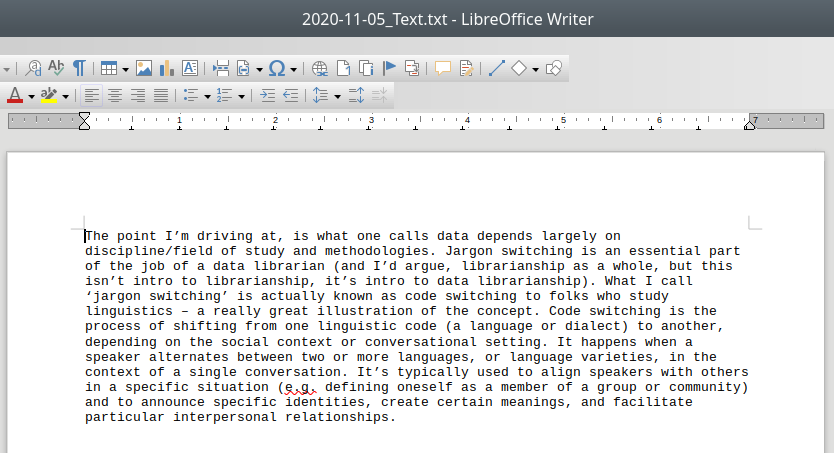 2020-11-05_Text.txt - LibreOffice Writer
1 2 3 4 5 6 7
The point I’m driving at, is what one calls data depends largely on
discipline/field of study and methodologies. Jargon switching is an essential part
of the job of a data librarian (and I’d argue, librarianship as a whole, but this
isn’t intro to librarianship, it’s intro to data librarianship). What I call
‘jargon switching’ is actually known as code switching to folks who study
linguistics – a really great illustration of the concept. Code switching is the
process of shifting from one linguistic code (a language or dialect) to another,
depending on the social context or conversational setting. It happens when a
speaker alternates between two or more languages, or language varieties, in the
context of a single conversation. It’s typically used to align speakers with others
in a specific situation (e.g. defining oneself as a member of a group or community)
and to announce specific identities, create certain meanings, and facilitate
particular interpersonal relationships.